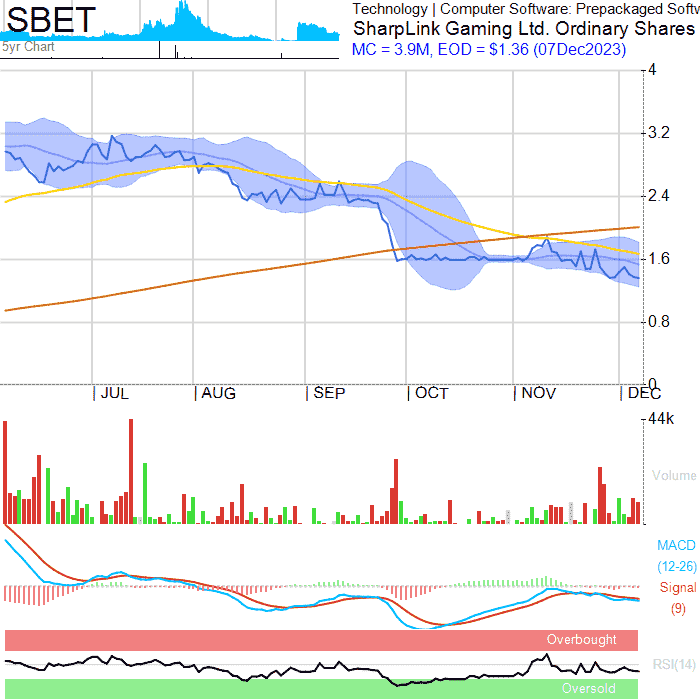 SBET
5yr Chart
Technology | Computer Software: Prepackaged Softw
SharpLink Gaming Ltd. Ordinary Shares
MC = 3.9M, EOD = $1.36 (07Dec2023)
4
3.2
2.4
1.6
0.8
0
JUL AUG SEP OCT NOV DEC
44k
Volume
MACD
(12-26)
Signal
(9)
Overbought
RSI(14)
Oversold